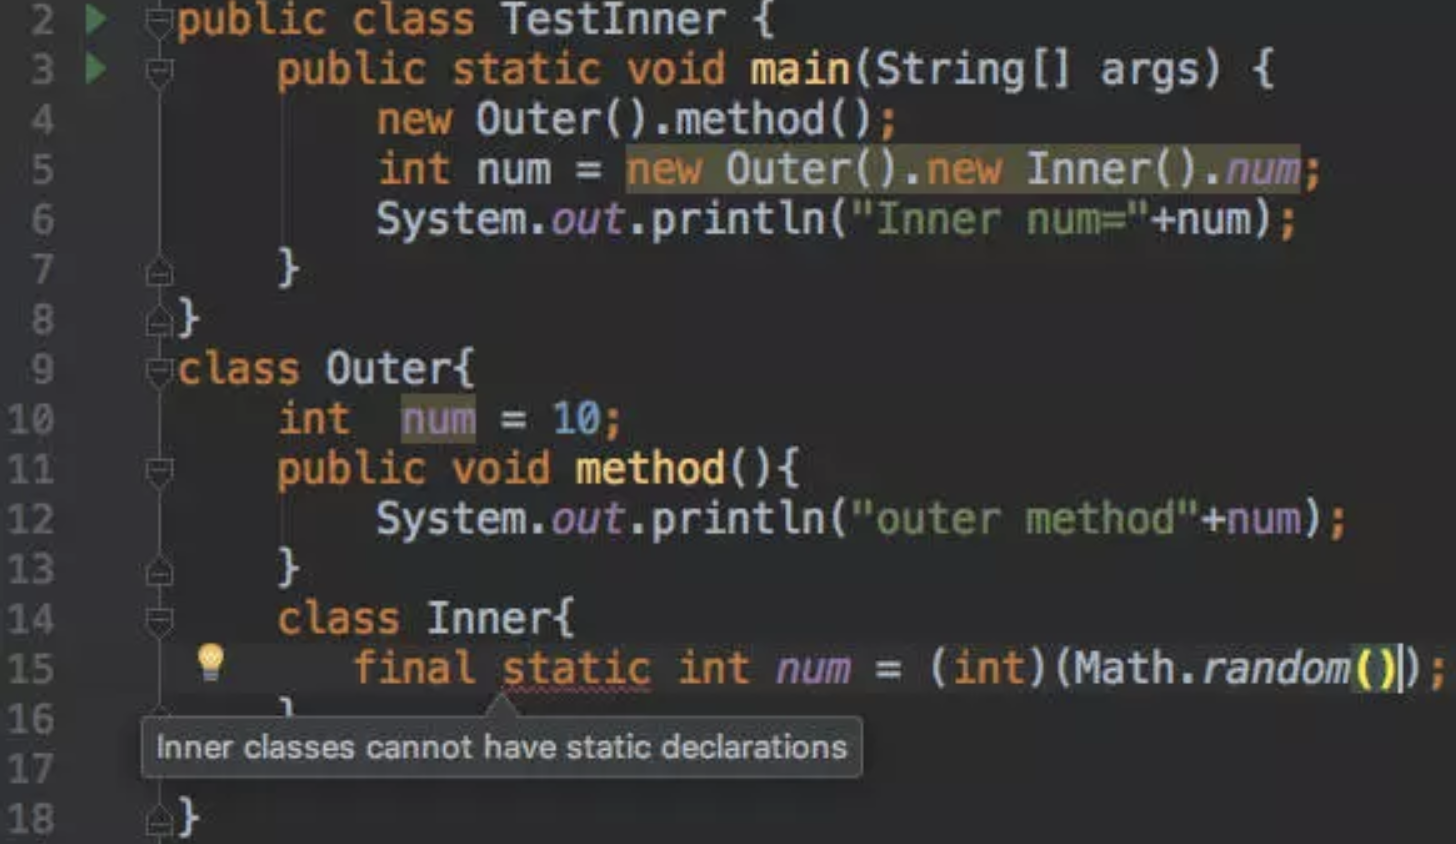 2 public class TestInner {
3 public static void main(String[] args) {
4 new Outer().method();
5 int num = new Outer().new Inner().num;
6 System.out.println("Inner num="+num);
7 }
8 }
9 class Outer{
10 int  num = 10;
11 public void method(){
12 System.out.println("outer method"+num);
13 }
14 class Inner{
15 final static int num = (int)(Math.random());
16 }
Inner classes cannot have static declarations
17
18 }